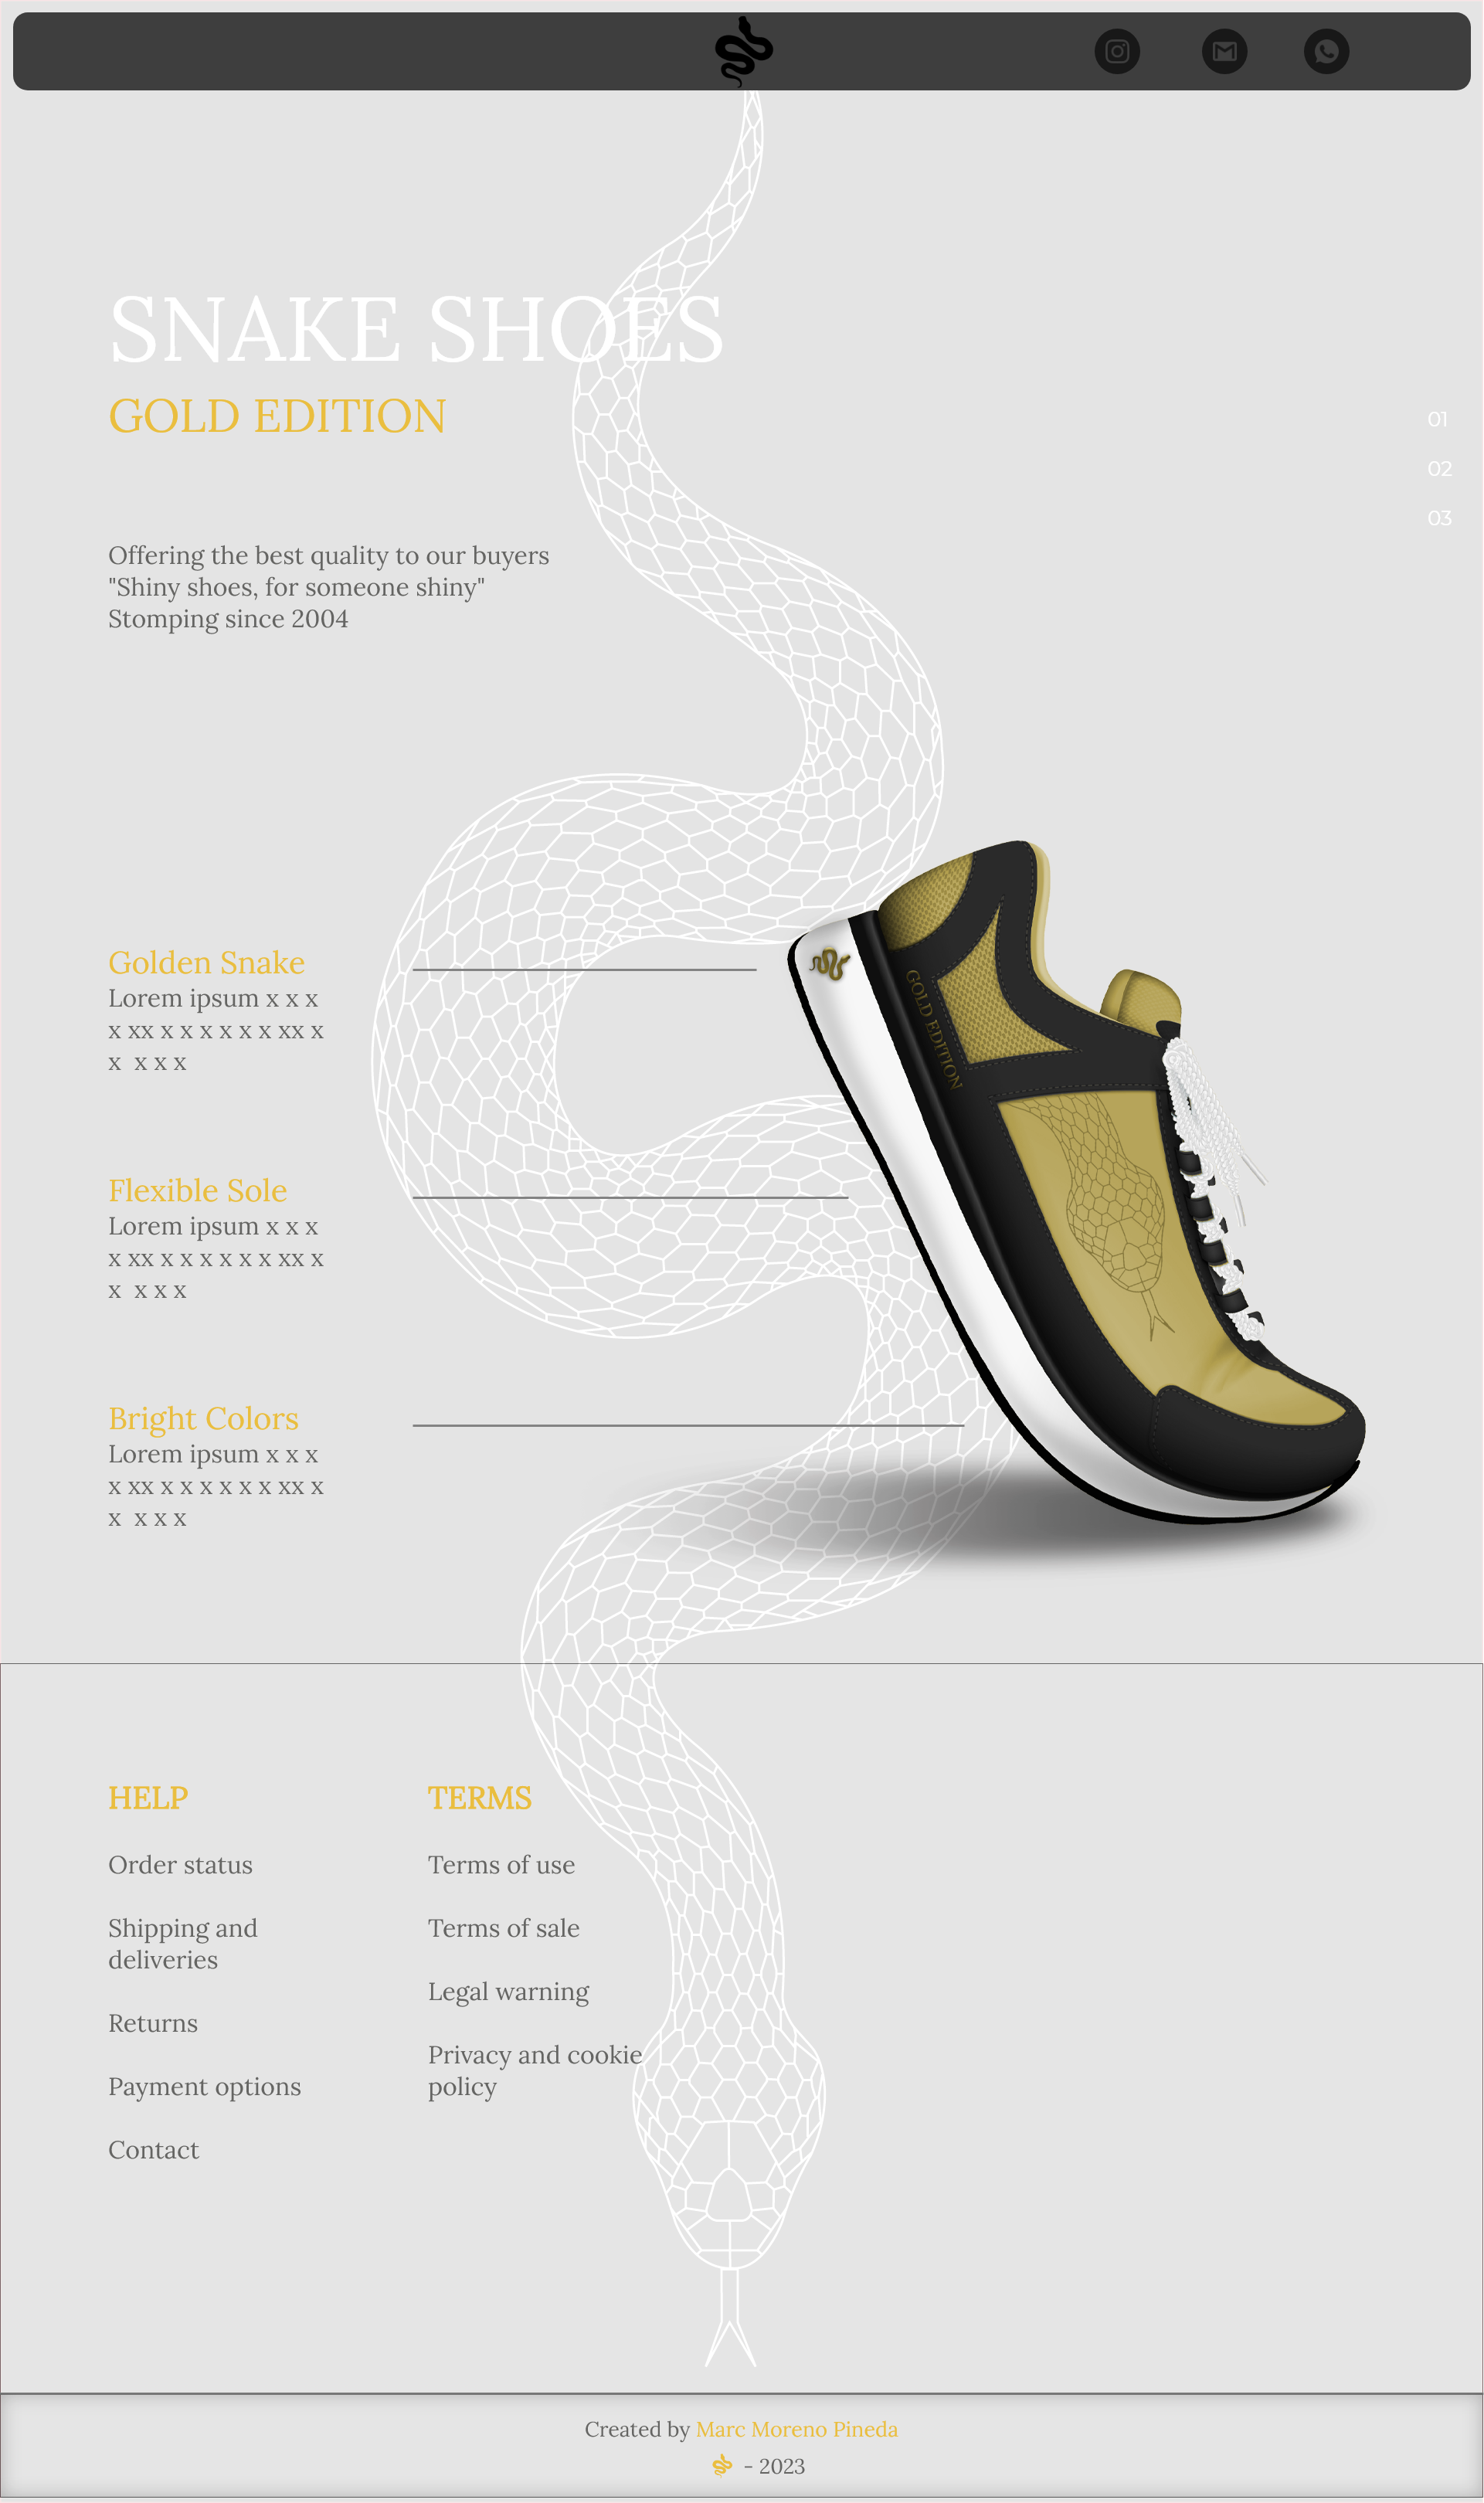 SNAKE SHOES
GOLD EDITION
01
02
03
Offering the best quality to our buyers
"Shiny shoes, for someone shiny"
Stomping since 2004
Golden Snake
Lorem ipsum x x x
x xx x x x x x x xx x
x  x x x
GOLD EDITION
Flexible Sole
Lorem ipsum x x x
x xx x x x x x x xx x
x  x x x
Bright Colors
Lorem ipsum x x x
x xx x x x x x x xx x
x  x x x
HELP
Order status
Shipping and
deliveries
Returns
Payment options
Contact
TERMS
Terms of use
Terms of sale
Legal warning
Privacy and cookie
policy
Created by Marc Moreno Pineda
- 2023